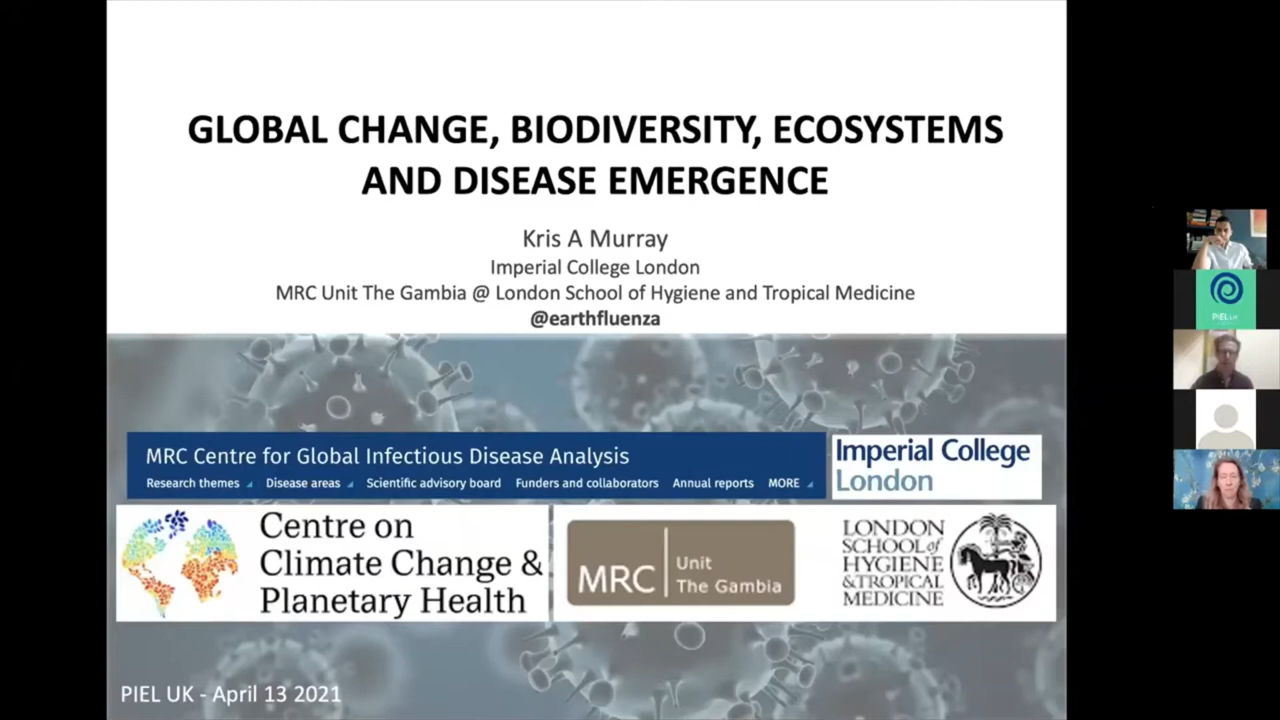 GLOBAL CHANGE, BIODIVERSITY, ECOSYSTEMS
AND DISEASE EMERGENCE
Kris A Murray
Imperial College London
MRC Unit The Gambia @ London School of Hygiene and Tropical Medicine
@earthfluenza
MRC Centre for Global Infectious Disease Analysis
Research themes Disease areas Scientific advisory board Funders and collaborators Annual reports MORE
Imperial College
London
Centre on
Climate Change &
Planetary Health
MRC
Unit
The Gambia
LONDON
SCHOOL of
HYGIENE
& TROPICAL
MEDICINE
PIEL UK - April 13 2021
PIEL UK